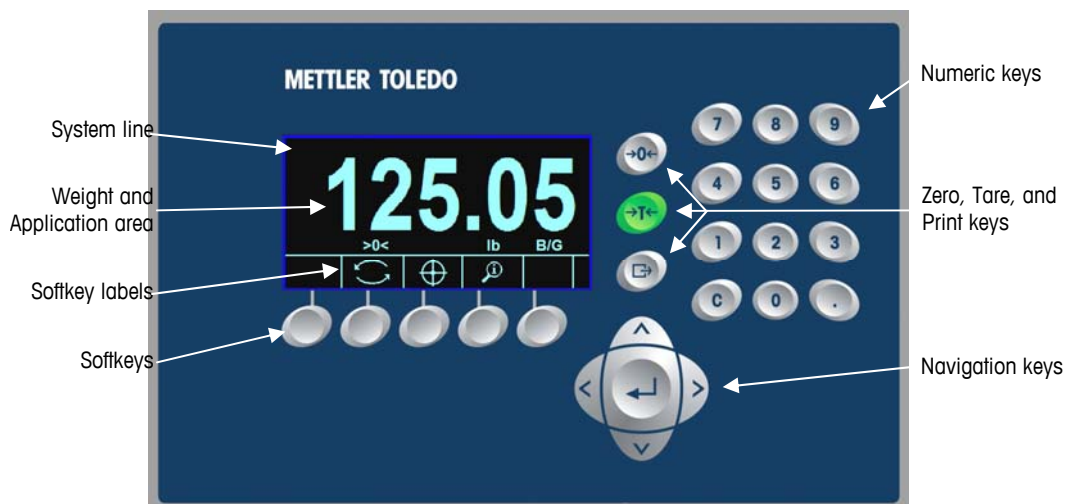 METTLER TOLEDO
Numeric keys
System line
7 8 9
→0←
125.05
Weight and
Application area
4 5 6
→T←
Zero, Tare, and
Print keys
>0< lb B/G
1 2 3
Softkey labels
C 0 .
Softkeys
Navigation keys